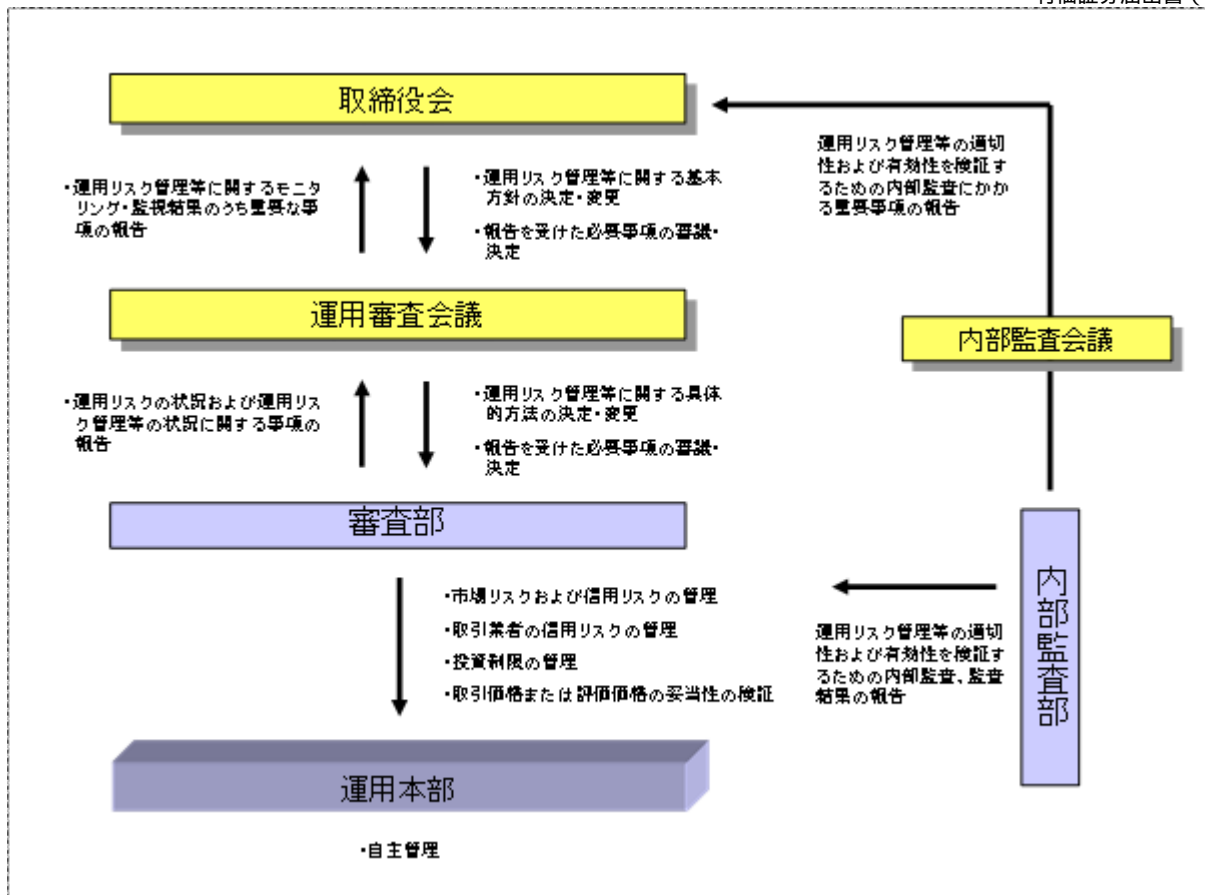 取締役会
・運用リスク管理等に関するモニ
タリング・監視結果のうち重要な事
項の報告
・運用リスク管理等に関する基本
方針の決定・変更
・報告を受けた必要事項の審議・
決定
運用リスク管理等の適切
性および有効性を検証す
るための内部監査にかか
る重要事項の報告
運用審査会議
内部監査会議
・運用リスクの状況および運用リス
ク管理等の状況に関する事項の
報告
・運用リスク管理等に関する具体
的方法の決定・変更
・報告を受けた必要事項の審議・
決定
審査部
・市場リスクおよび信用リスクの管理
・取引業者の信用リスクの管理
・投資制限の管理
・取引価格または評価価格の妥当性の検証
運用リスク管理等の適切
性および有効性を検証す
るための内部監査、監査
結果の報告
内部監査部
運用本部
・自主管理